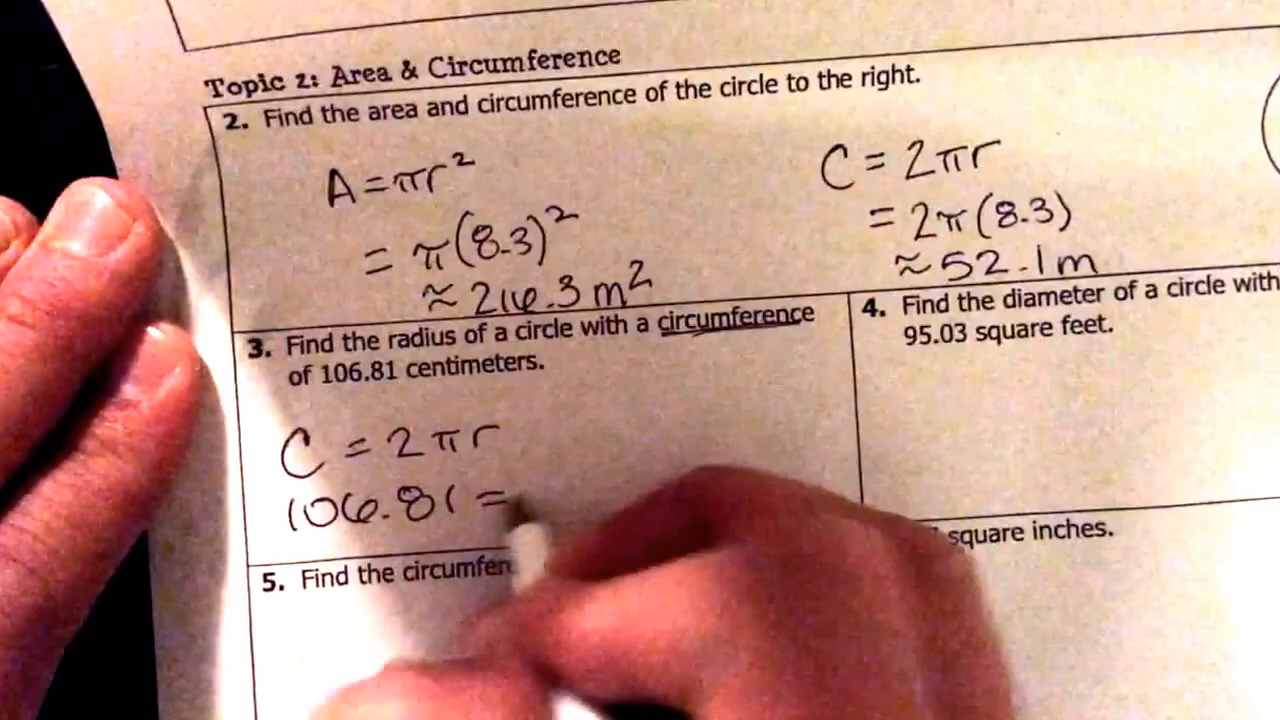 Topic 2: Area & Circumference
2. Find the area and circumference of the circle to the right.
A = πr²
= π(8.3)²
≈ 216.3 m²
C = 2πr
= 2π(8.3)
≈ 52.1 m
3. Find the radius of a circle with a circumference
of 106.81 centimeters.
C = 2πr
106.81 =
4. Find the diameter of a circle with
95.03 square feet.
5. Find the circumferen
square inches.